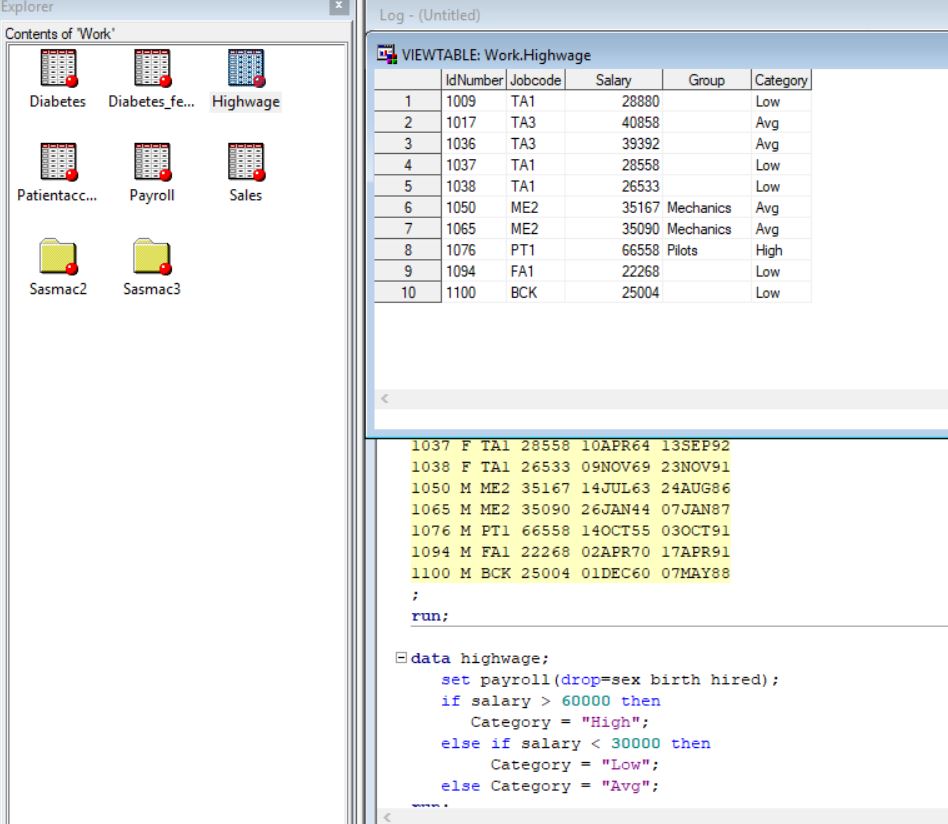 Explorer
Contents of 'Work'
Diabetes Diabetes_fe... Highwage
Patientacc... Payroll Sales
Sasmac2 Sasmac3
Log - (Untitled)
VIEWTABLE: Work.Highwage
IdNumber Jobcode Salary Group Category
1 1009 TA1 28880 Low
2 1017 TA3 40858 Avg
3 1036 TA3 39392 Avg
4 1037 TA1 28558 Low
5 1038 TA1 26533 Low
6 1050 ME2 35167 Mechanics Avg
7 1065 ME2 35090 Mechanics Avg
8 1076 PT1 66558 Pilots High
9 1094 FA1 22268 Low
10 1100 BCK 25004 Low
1037 F TA1 28558 10APR64 13SEP92
1038 F TA1 26533 09NOV69 23NOV91
1050 M ME2 35167 14JUL63 24AUG86
1065 M ME2 35090 26JAN44 07JAN87
1076 M PT1 66558 14OCT55 03OCT91
1094 M FA1 22268 02APR70 17APR91
1100 M BCK 25004 01DEC60 07MAY88
;
run;
data highwage;
set payroll(drop=sex birth hired);
if salary > 60000 then
Category = "High";
else if salary < 30000 then
Category = "Low";
else Category = "Avg";
run;